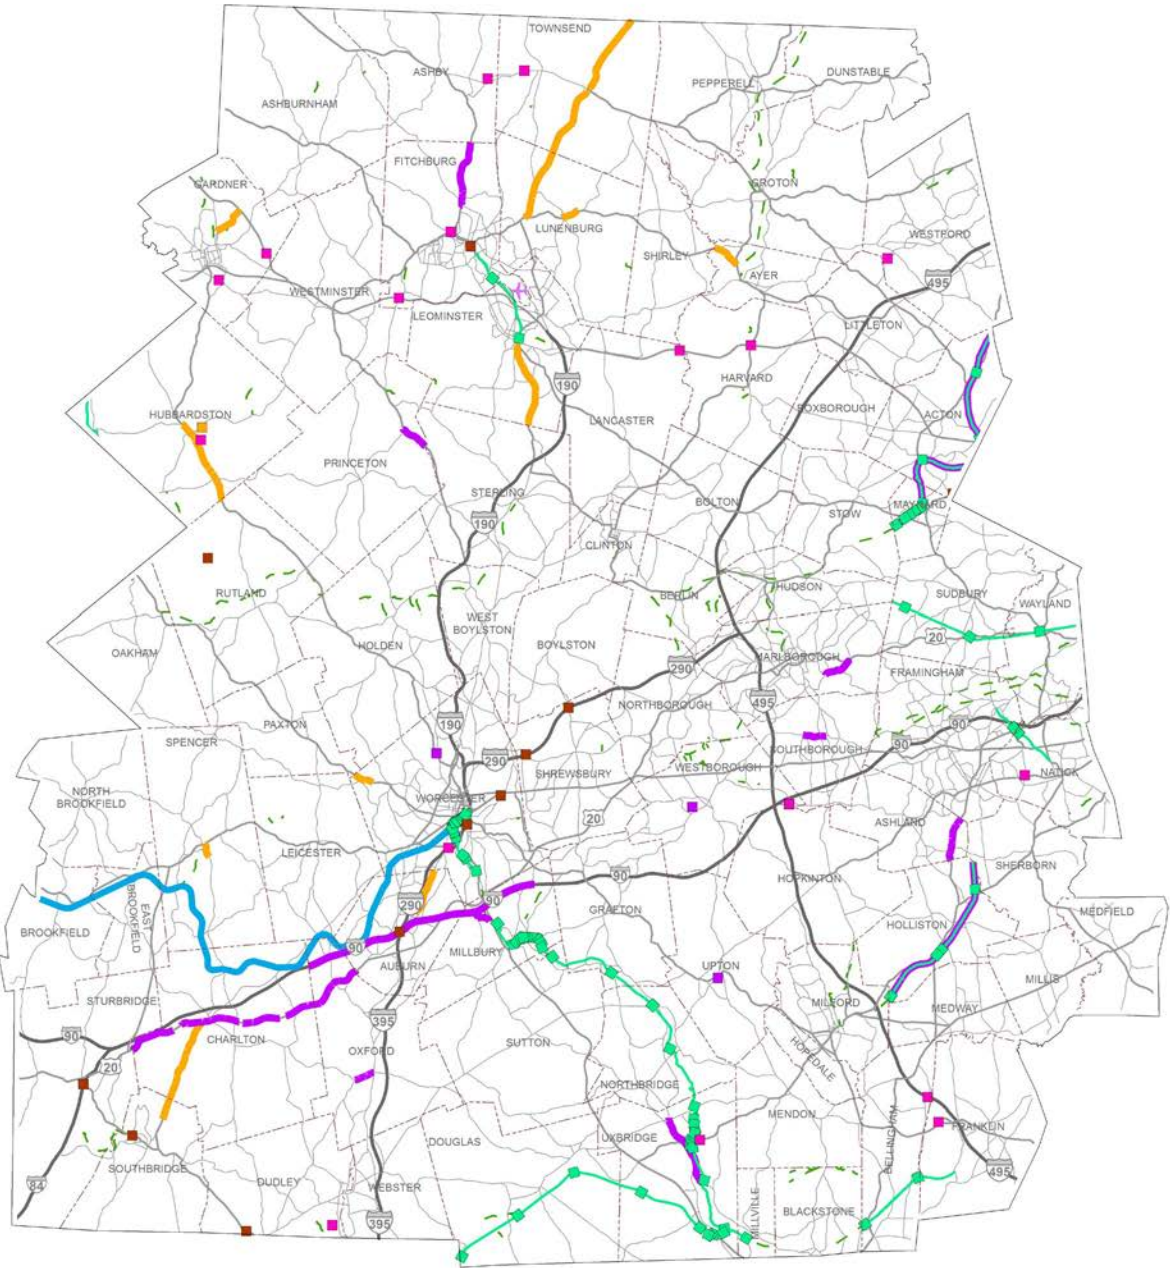 TOWNSEND
ASHBY
DUNSTABLE
PEPPERELL
ASHBURNHAM
FITCHBURG
GARDNER
GROTON
LUNENBURG
WESTFORD
SHIRLEY
AYER
495
WESTMINSTER
LEOMINSTER
LITTLETON
HARVARD
190
BOXBOROUGH
HUBBARDSTON
ACTON
LANCASTER
PRINCETON
STERLING
BOLTON
MAYNARD
STOW
190
CLINTON
HUDSON
RUTLAND
BERLIN
SUDBURY
WAYLAND
WEST
BOYLSTON
20
HOLDEN
BOYLSTON
OAKHAM
MARLBOROUGH
290
FRAMINGHAM
495
NORTHBOROUGH
190
PAXTON
90
SPENCER
90
SOUTHBOROUGH
290
WESTBOROUGH
SHREWSBURY
NATICK
NORTH
BROOKFIELD
WORCESTER
20
ASHLAND
LEICESTER
SHERBORN
90
HOPKINTON
90
290
EAST
BROOKFIELD
GRAFTON
MEDFIELD
HOLLISTON
BROOKFIELD
90
MILLBURY
AUBURN
UPTON
MILLIS
STURBRIDGE
MILFORD
MEDWAY
395
90
CHARLTON
SUTTON
OXFORD
HOPEDALE
20
NORTHBRIDGE
MENDON
FRANKLIN
UXBRIDGE
BELLINGHAM
DOUGLAS
SOUTHBRIDGE
495
84
DUDLEY
WEBSTER
MILLVILLE
BLACKSTONE
395